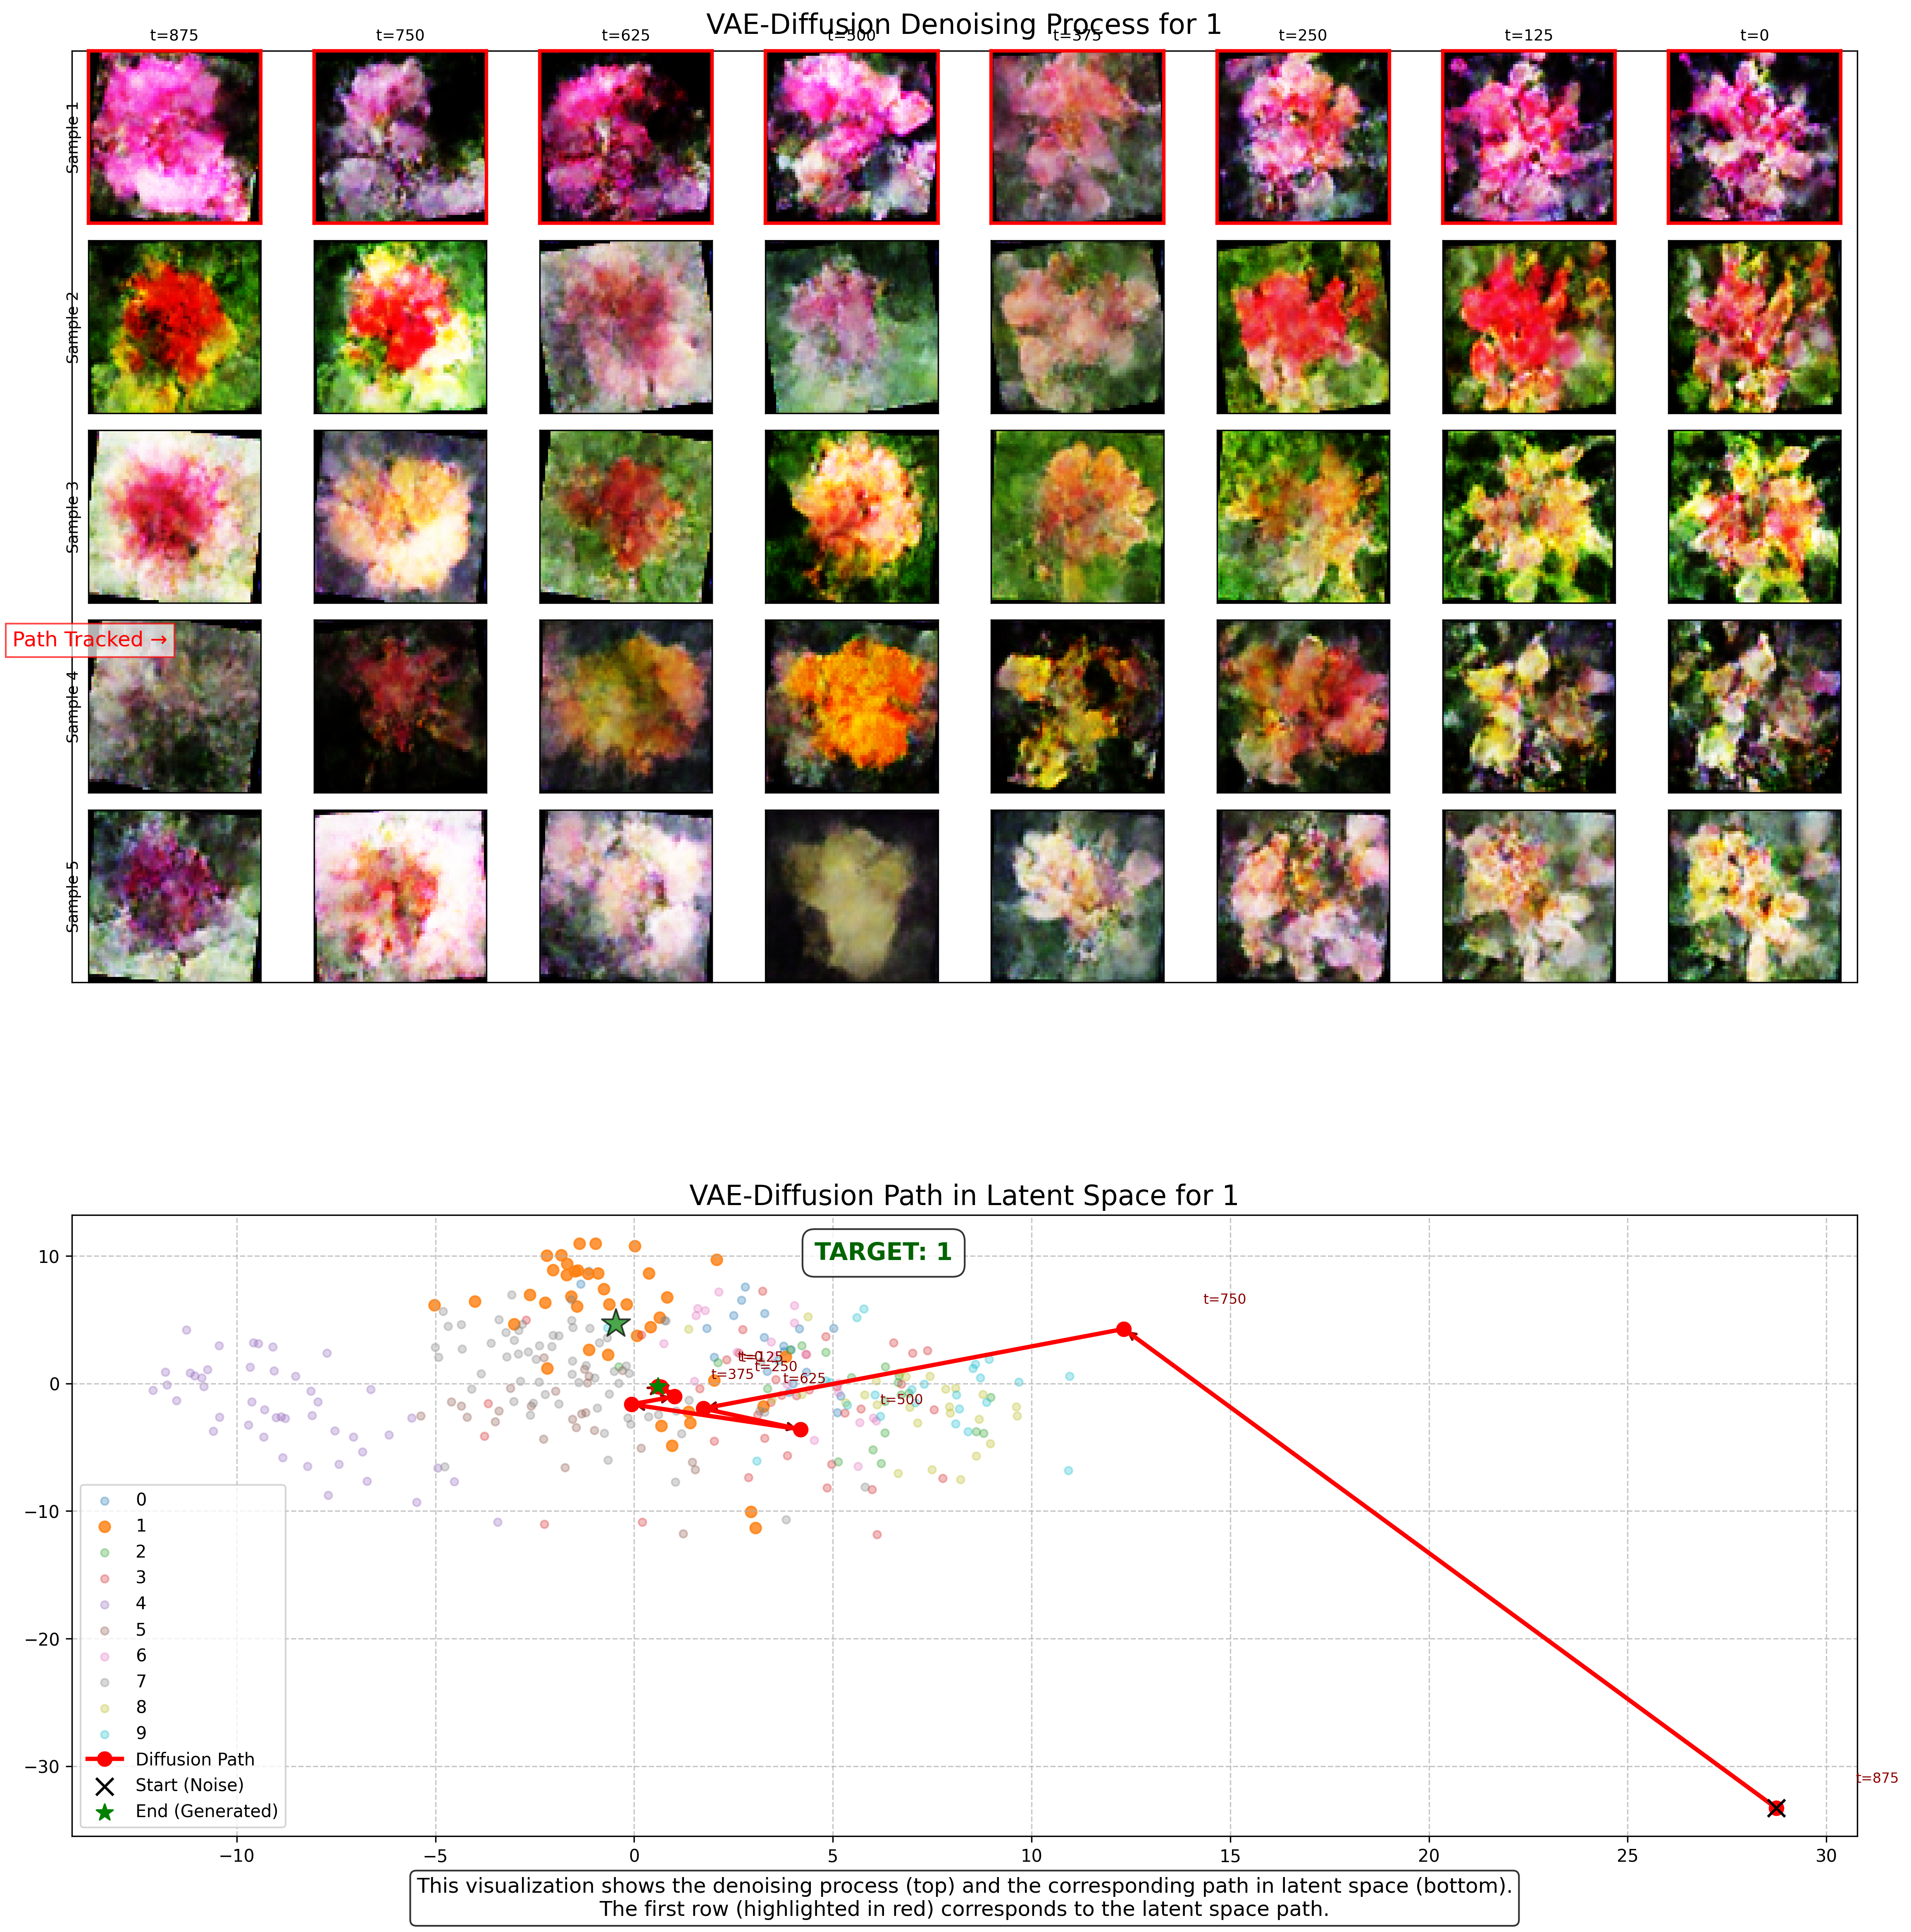 VAE-Diffusion Denoising Process for 1
t=875 t=750 t=625 t=500 t=375 t=250 t=125 t=0
Sample 1
Sample 2
Sample 3
Path Tracked →
Sample 4
Sample 5
VAE-Diffusion Path in Latent Space for 1
TARGET: 1
10
0
−10
−20
−30
t=750
t=0
t=125
t=250
t=375
t=625
t=500
t=875
0
1
2
3
4
5
6
7
8
9
Diffusion Path
Start (Noise)
End (Generated)
−10 −5 0 5 10 15 20 25 30
This visualization shows the denoising process (top) and the corresponding path in latent space (bottom).
The first row (highlighted in red) corresponds to the latent space path.